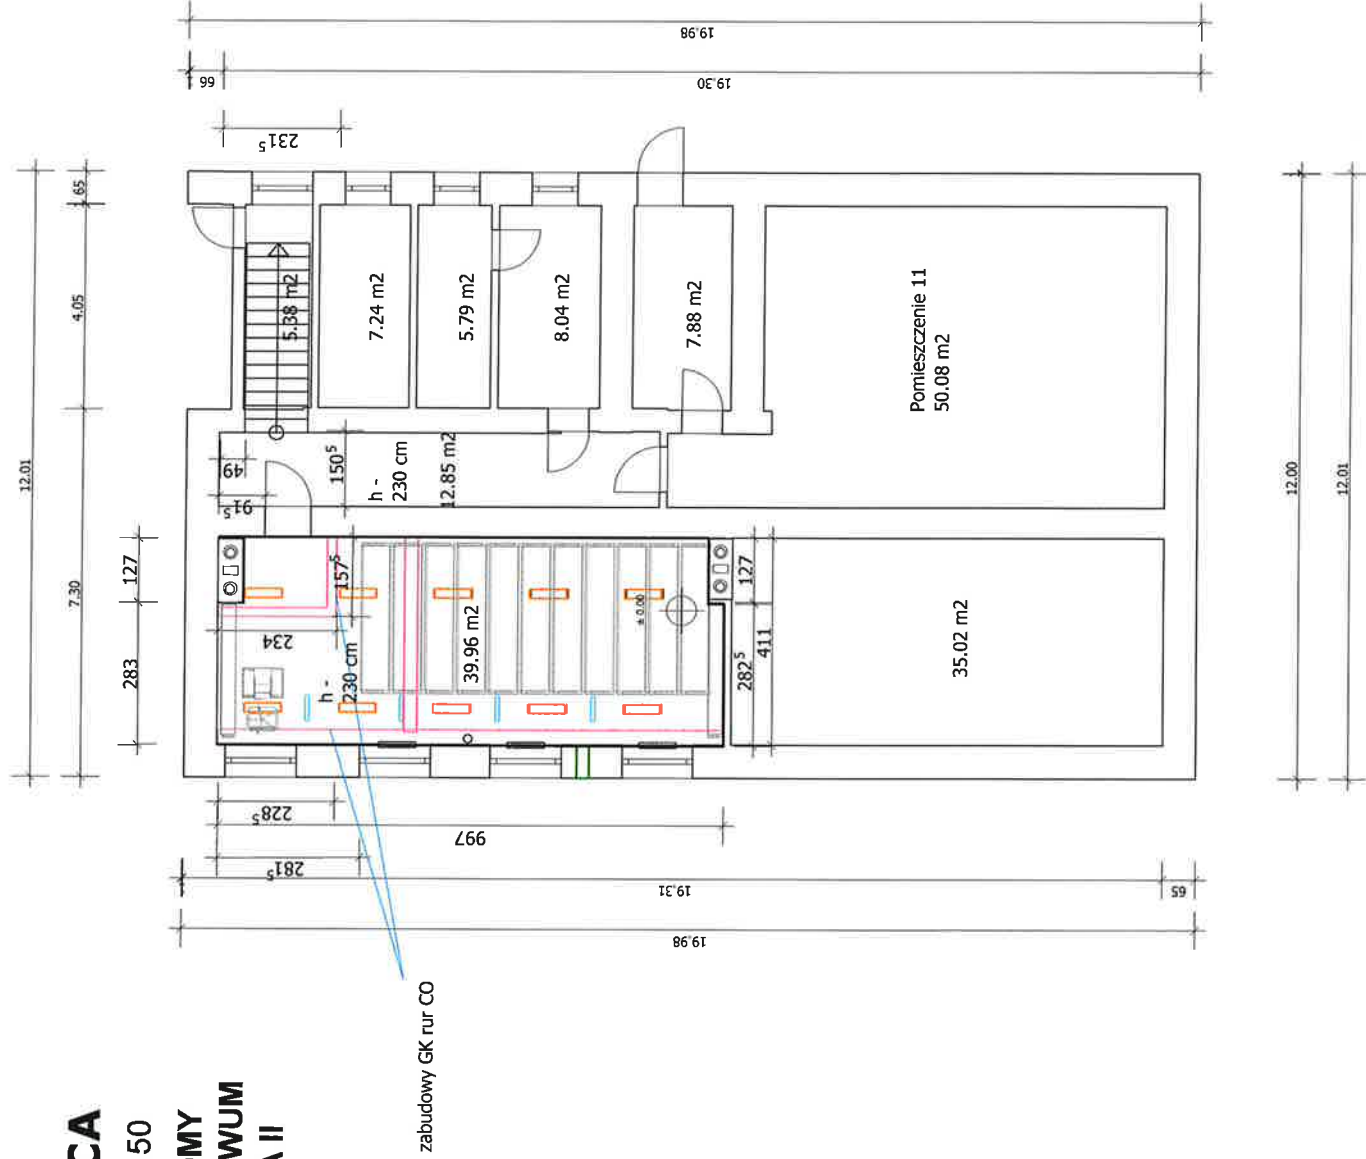 19.98
66
19.30
231⁵
12.01
65
4.05
7.30
5.38 m2
7.24 m2
5.79 m2
8.04 m2
7.88 m2
Pomieszczenie 11
50.08 m2
49
91⁵
150⁵
h -
230 cm
12.85 m2
12.00
12.01
127
283
157⁵
234
h -
230 cm
39.96 m2
± 0.00
127
282⁵
411
35.02 m2
228⁵
997
281⁵
19.31
65
19.98
zabudowy GK rur CO
CA
50
OMY
WUM
A II